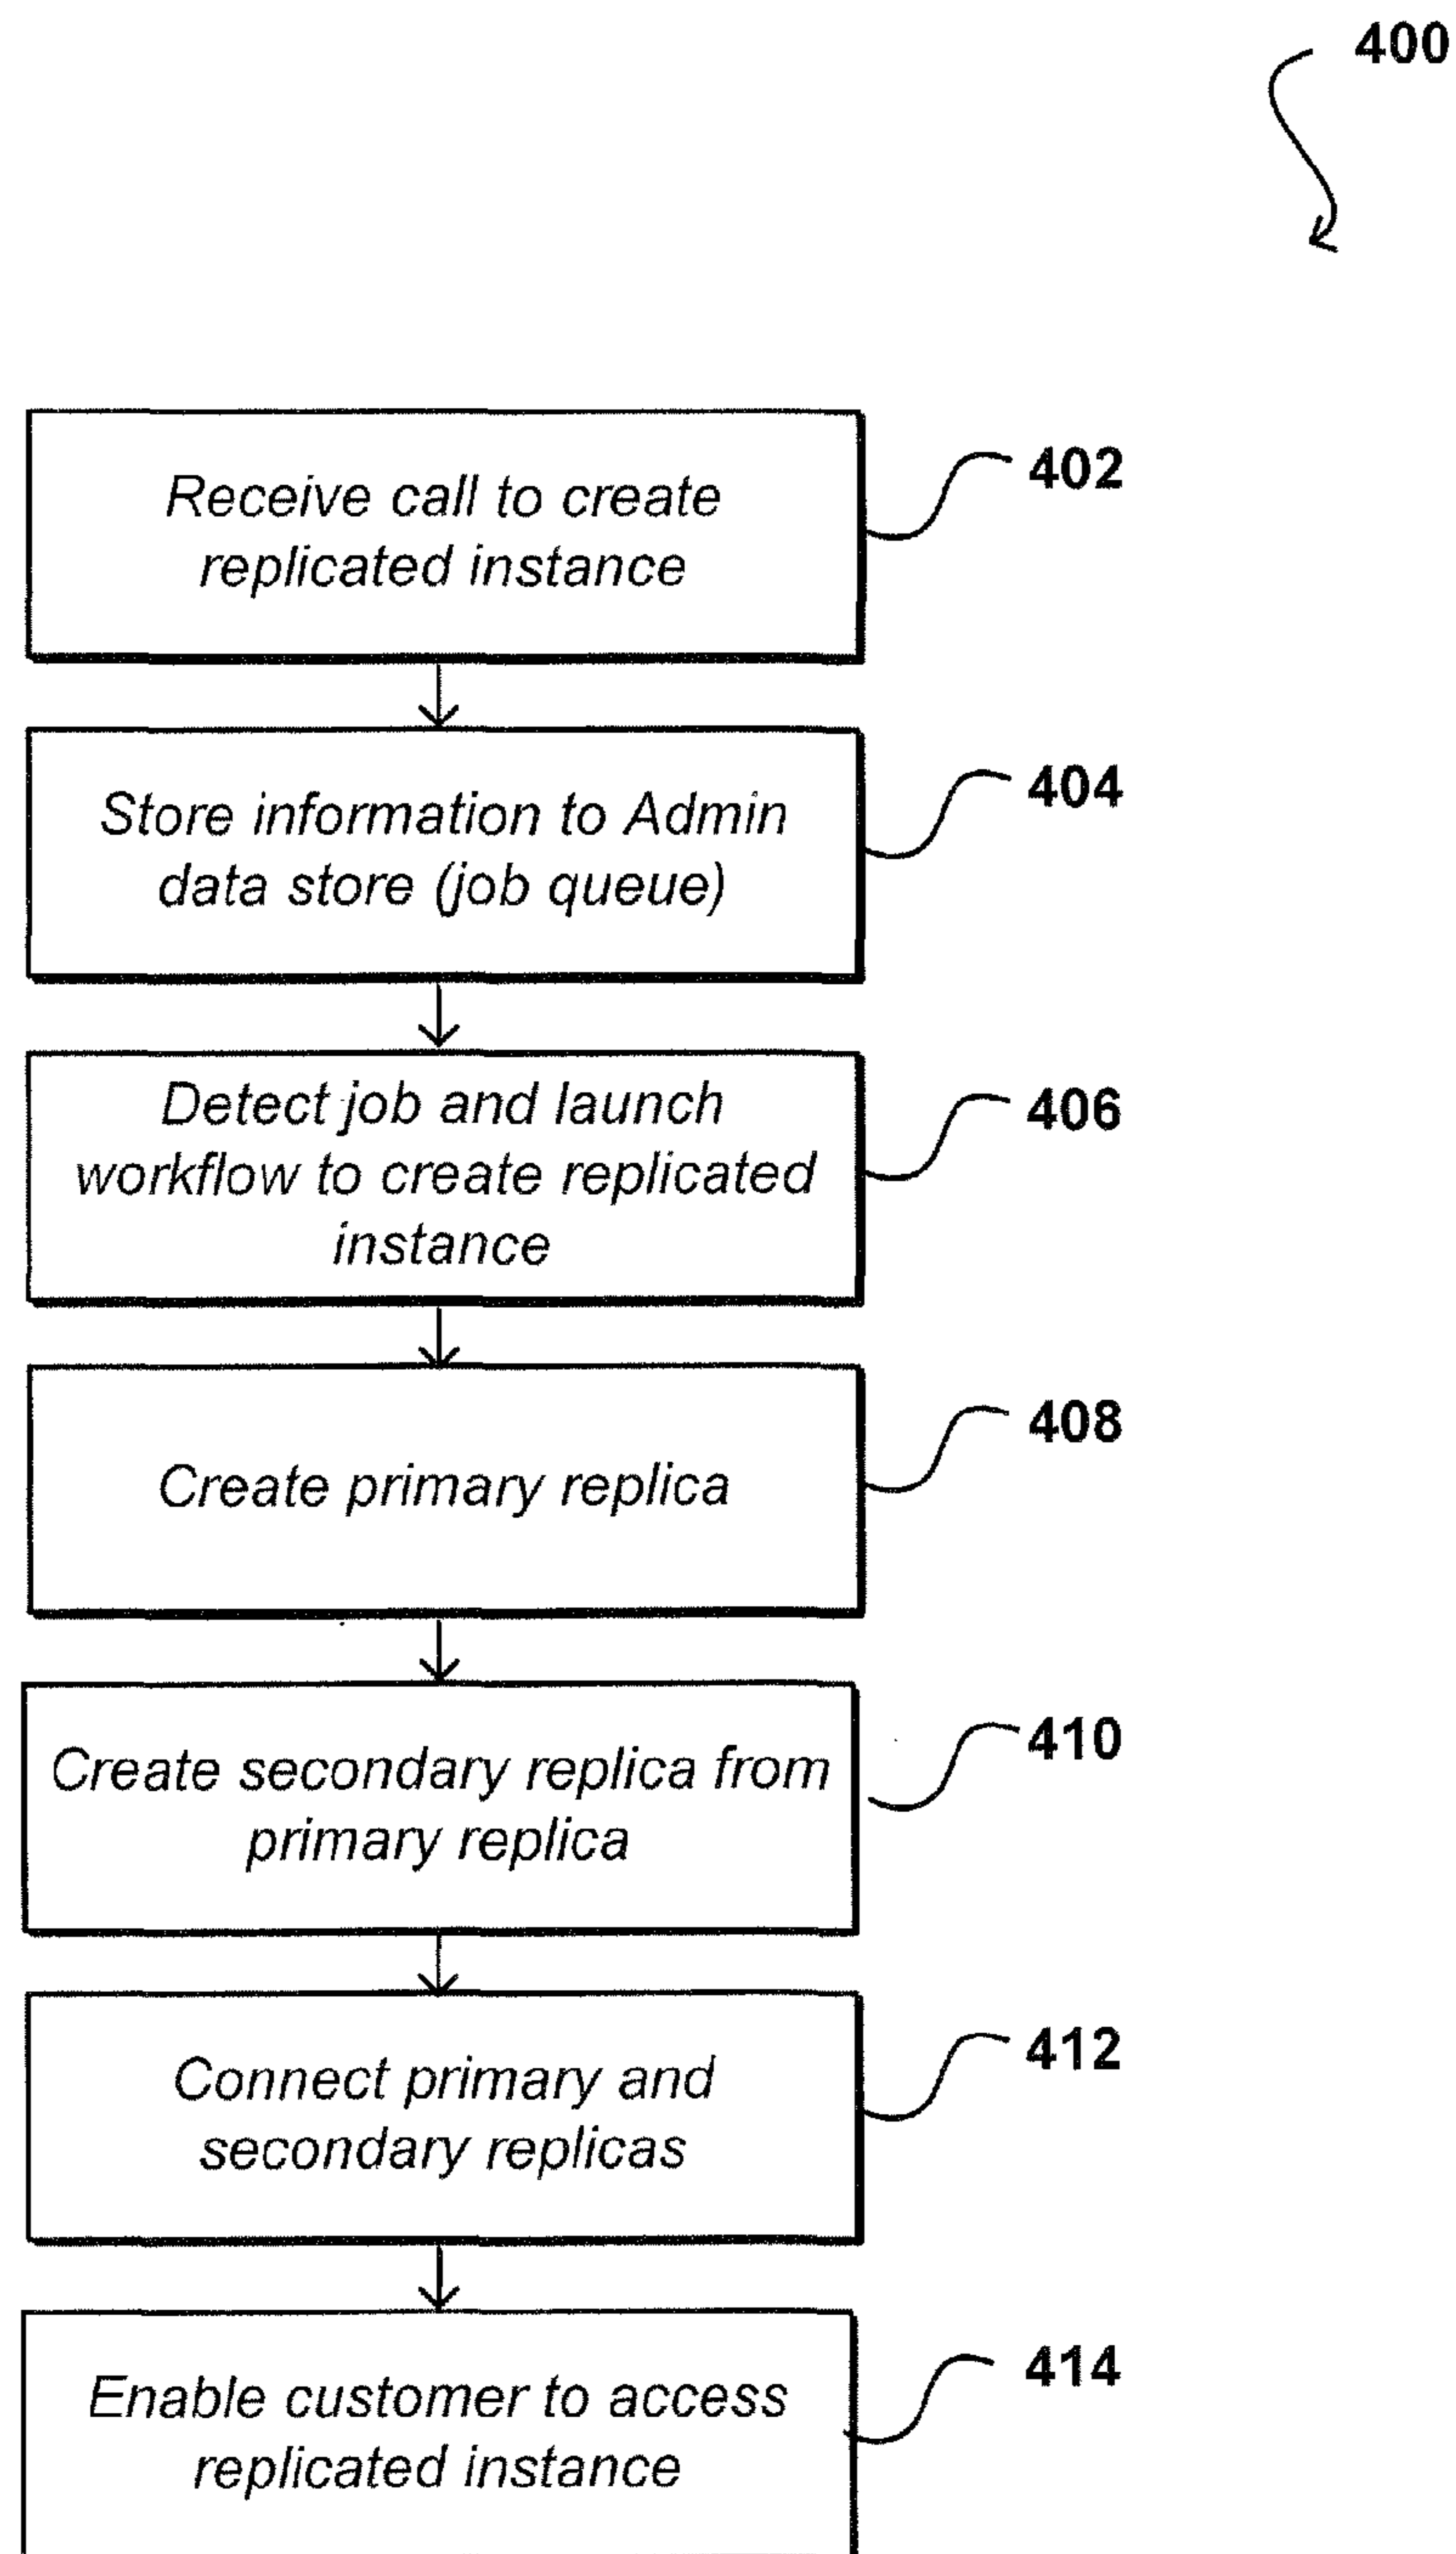 400
Receive call to create
replicated instance
402
Store information to Admin
data store (job queue)
404
Detect job and launch
workflow to create replicated
instance
406
Create primary replica
408
Create secondary replica from
primary replica
410
Connect primary and
secondary replicas
412
Enable customer to access
replicated instance
414